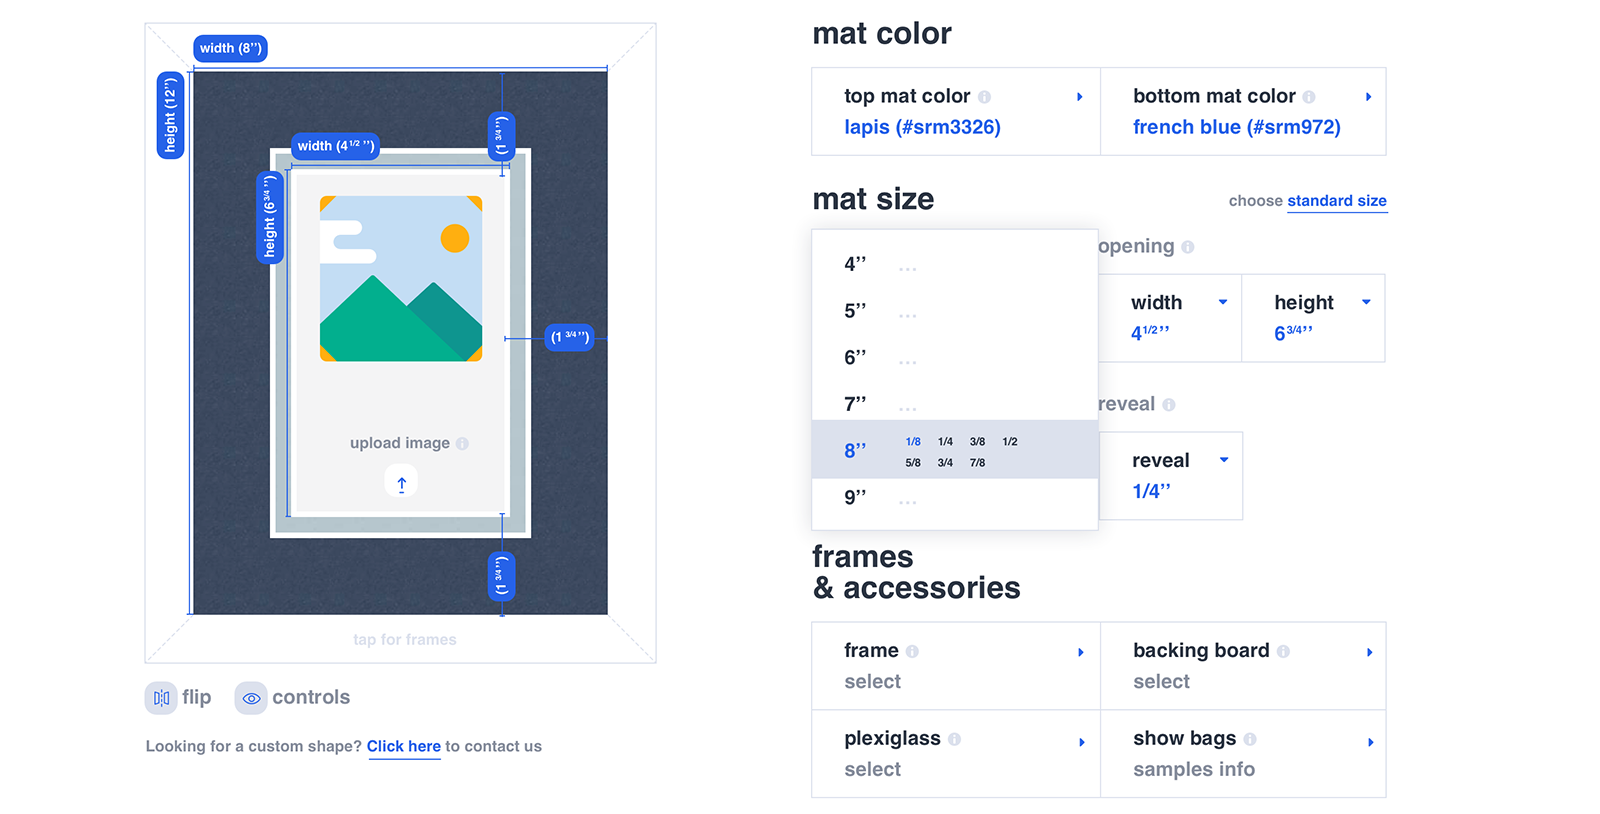 width (8’’)
height (12’’)
(1 3/4’’)
width (4 1/2 ’’)
height (6 3/4 ’’)
(1 3/4 ’’)
upload image
(1 3/4’’)
tap for frames
flip
controls
Looking for a custom shape? Click here to contact us
mat color
top mat color
lapis (#srm3326)
bottom mat color
french blue (#srm972)
mat size
choose standard size
4’’ ...
5’’ ...
6’’ ...
7’’ ...
8’’ 1/8 1/4 3/8 1/2
5/8 3/4 7/8
9’’ ...
opening
width
4 1/2’’
height
6 3/4’’
reveal
reveal
1/4’’
frames
& accessories
frame
select
backing board
select
plexiglass
select
show bags
samples info